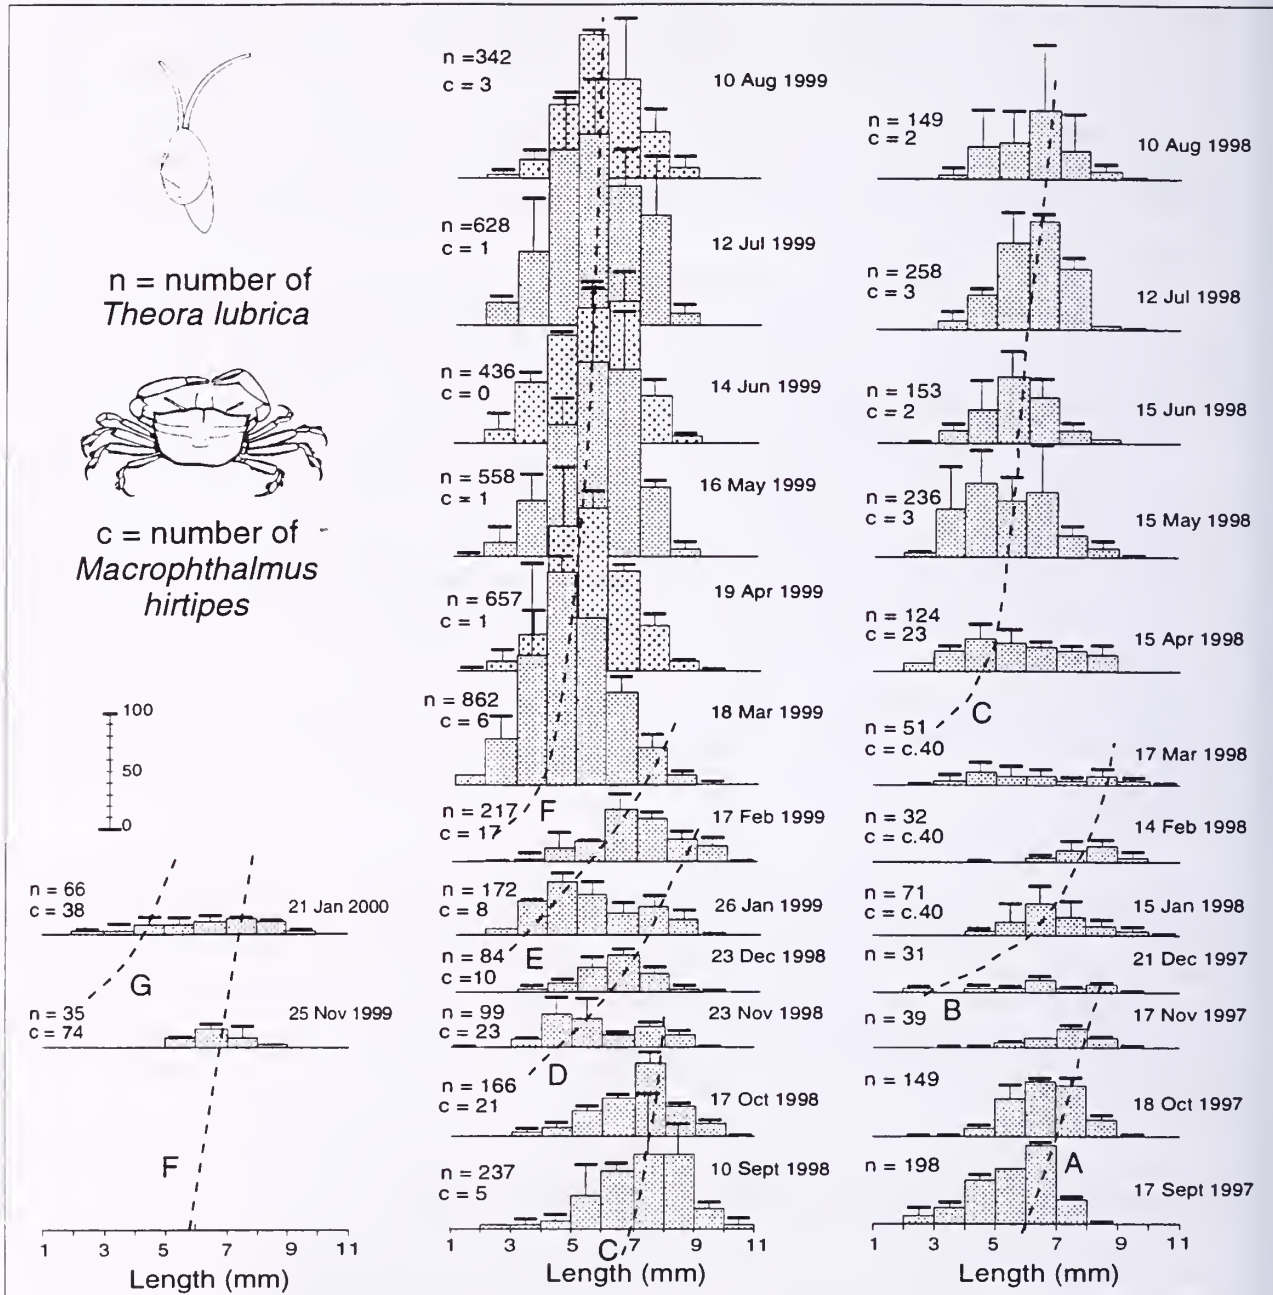 n = number of
Theora lubrica
c = number of
Macrophthalmus
hirtipes
100
50
0
n = 66
c = 38
21 Jan 2000
G
n = 35
c = 74
25 Nov 1999
F
1 3 5 7 9 11
Length (mm)
n =342
c = 3
10 Aug 1999
n =628
c = 1
12 Jul 1999
n = 436
c = 0
14 Jun 1999
n = 558
c = 1
16 May 1999
n = 657
c = 1
19 Apr 1999
n = 862
c = 6
18 Mar 1999
F
n = 217
c = 17
17 Feb 1999
n = 172
c = 8
26 Jan 1999
E
n = 84
c = 10
23 Dec 1998
n = 99
c = 23
23 Nov 1998
D
n = 166
c = 21
17 Oct 1998
n = 237
c = 5
10 Sept 1998
C
1 3 5 7 9 11
Length (mm)
n = 149
c = 2
10 Aug 1998
n = 258
c = 3
12 Jul 1998
n = 153
c = 2
15 Jun 1998
n = 236
c = 3
15 May 1998
n = 124
c = 23
15 Apr 1998
C
n = 51
c = c.40
17 Mar 1998
n = 32
c = c.40
14 Feb 1998
n = 71
c = c.40
15 Jan 1998
n = 31
21 Dec 1997
B
n = 39
17 Nov 1997
n = 149
18 Oct 1997
A
n = 198
17 Sept 1997
1 3 5 7 9 11
Length (mm)